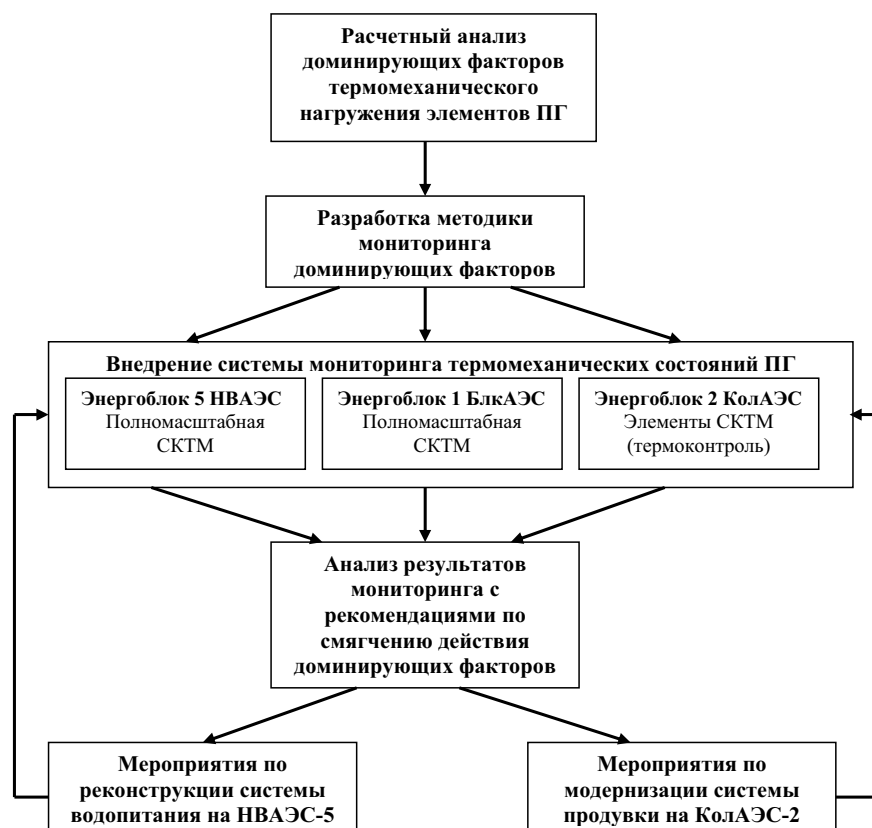 Расчетный анализ
доминирующих факторов
термомеханического
нагружения элементов ПГ
Разработка методики
мониторинга
доминирующих факторов
Внедрение системы мониторинга термомеханических состояний ПГ
Энергоблок 5 НВАЭС
Полномасштабная
СКТМ
Энергоблок 1 БлкАЭС
Полномасштабная
СКТМ
Энергоблок 2 КолАЭС
Элементы СКТМ
(термоконтроль)
Анализ результатов
мониторинга с
рекомендациями по
смягчению действия
доминирующих факторов
Мероприятия по
реконструкции системы
водопитания на НВАЭС-5
Мероприятия по
модернизации системы
продувки на КолАЭС-2